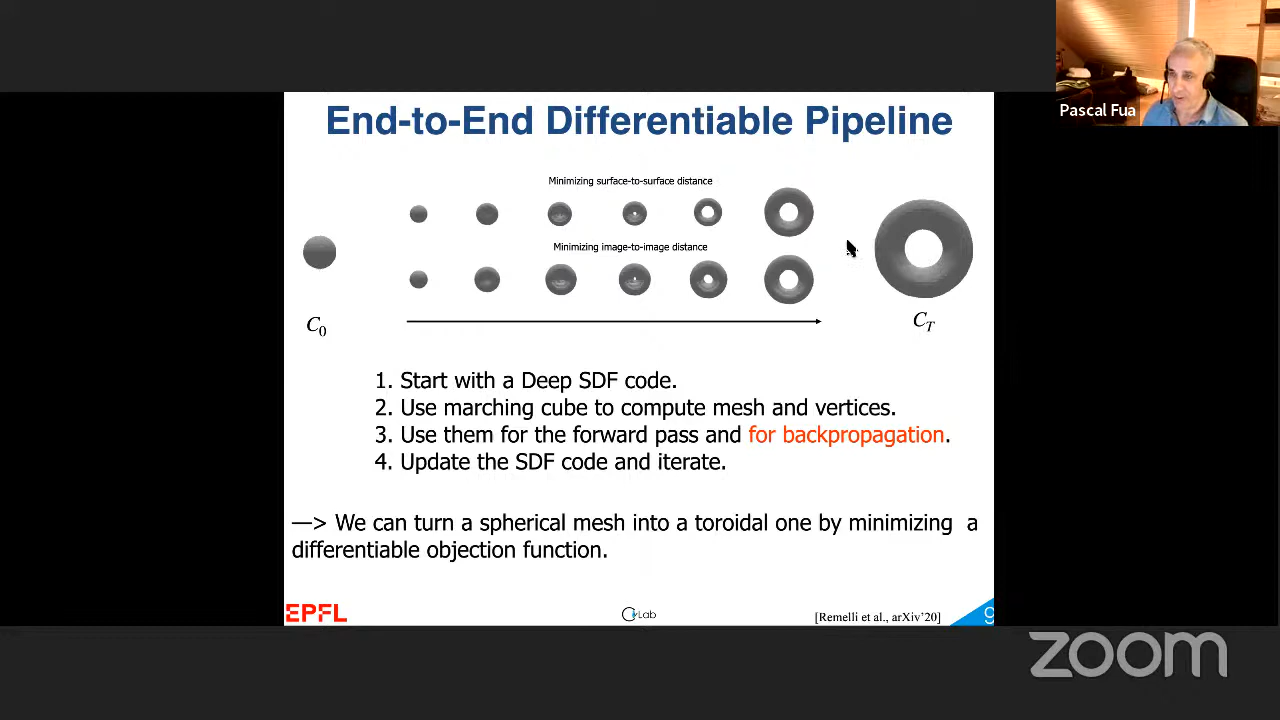 Pascal Fua
End-to-End Differentiable Pipeline
Minimizing surface-to-surface distance
Minimizing image-to-image distance
C0
CT
1. Start with a Deep SDF code.
2. Use marching cube to compute mesh and vertices.
3. Use them for the forward pass and for backpropagation.
4. Update the SDF code and iterate.
—> We can turn a spherical mesh into a toroidal one by minimizing a
differentiable objection function.
EPFL
CVLab
[Remelli et al., arXiv'20]
9
zoom